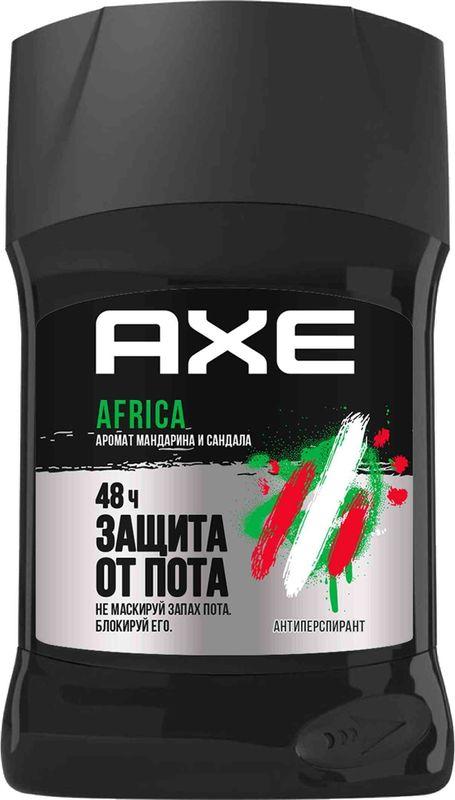 AXE
AFRICA
АРОМАТ МАНДАРИНА И САНДАЛА
48 Ч
ЗАЩИТА
ОТ ПОТА
НЕ МАСКИРУЙ ЗАПАХ ПОТА.
БЛОКИРУЙ ЕГО.
АНТИПЕРСПИРАНТ